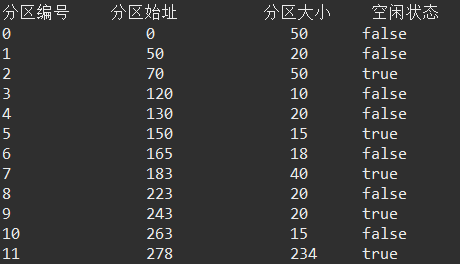 分区编号 分区始址 分区大小 空闲状态
0 0 50 false
1 50 20 false
2 70 50 true
3 120 10 false
4 130 20 false
5 150 15 true
6 165 18 false
7 183 40 true
8 223 20 false
9 243 20 true
10 263 15 false
11 278 234 true